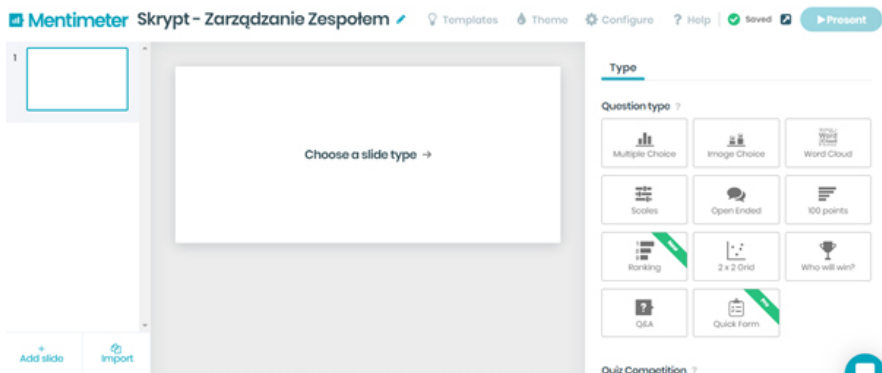 Mentimeter Skrypt - Zarządzanie Zespołem Templates Theme Configure ? Help Saved Present
1
Choose a slide type →
Type
Question type ?
Multiple Choice Image Choice Word Cloud
Scales Open Ended 100 points
Ranking 2 x 2 Grid Who will win?
Q&A Quick Form
+ Add slide Import
Quiz Competition ?